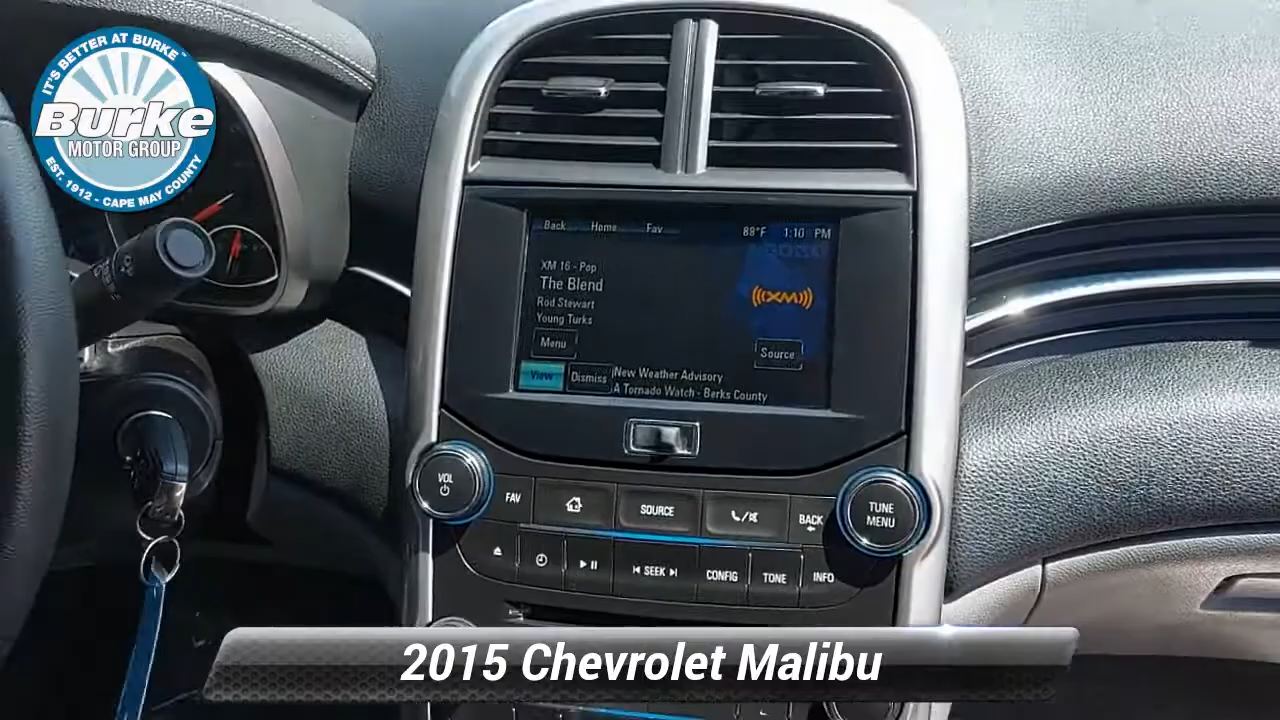 IT'S BETTER AT BURKE
Burke
MOTOR GROUP
EST. 1912 - CAPE MAY COUNTY
Back Home Fav 88°F 1:10 PM
XM 16 - Pop
The Blend
Rod Stewart
Young Turks
((XM))
Menu
Source
View Dismiss New Weather Advisory
A Tornado Watch - Berks County
VOL
FAV
SOURCE
BACK
TUNE
MENU
SEEK
CONFIG
TONE
INFO
2015 Chevrolet Malibu